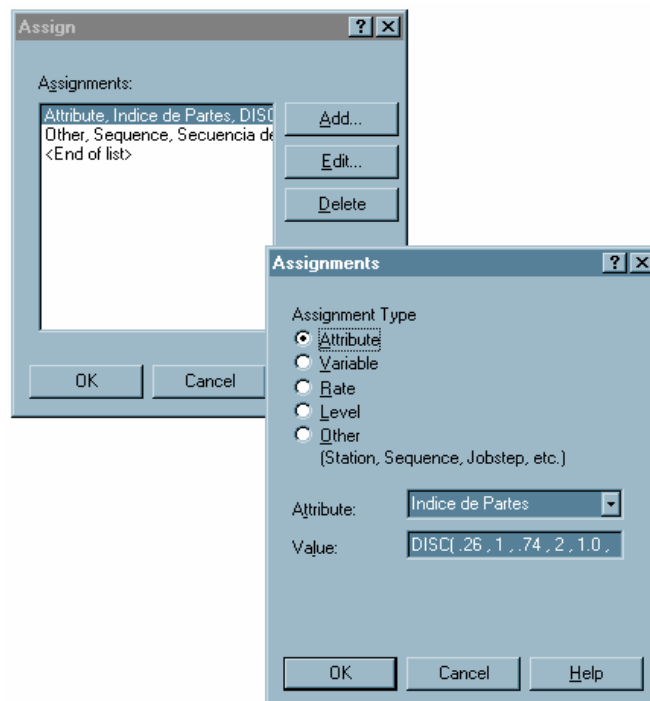 Assign
Assignments:
Attribute, Indice de Partes, DISC
Other, Sequence, Secuencia de
<End of list>
Add...
Edit...
Delete
OK
Cancel
Assignments
Assignment Type
Attribute
Variable
Rate
Level
Other
(Station, Sequence, Jobstep, etc.)
Attribute:
Indice de Partes
Value:
DISC( .26 , 1 , .74 , 2 , 1.0 ,
OK
Cancel
Help